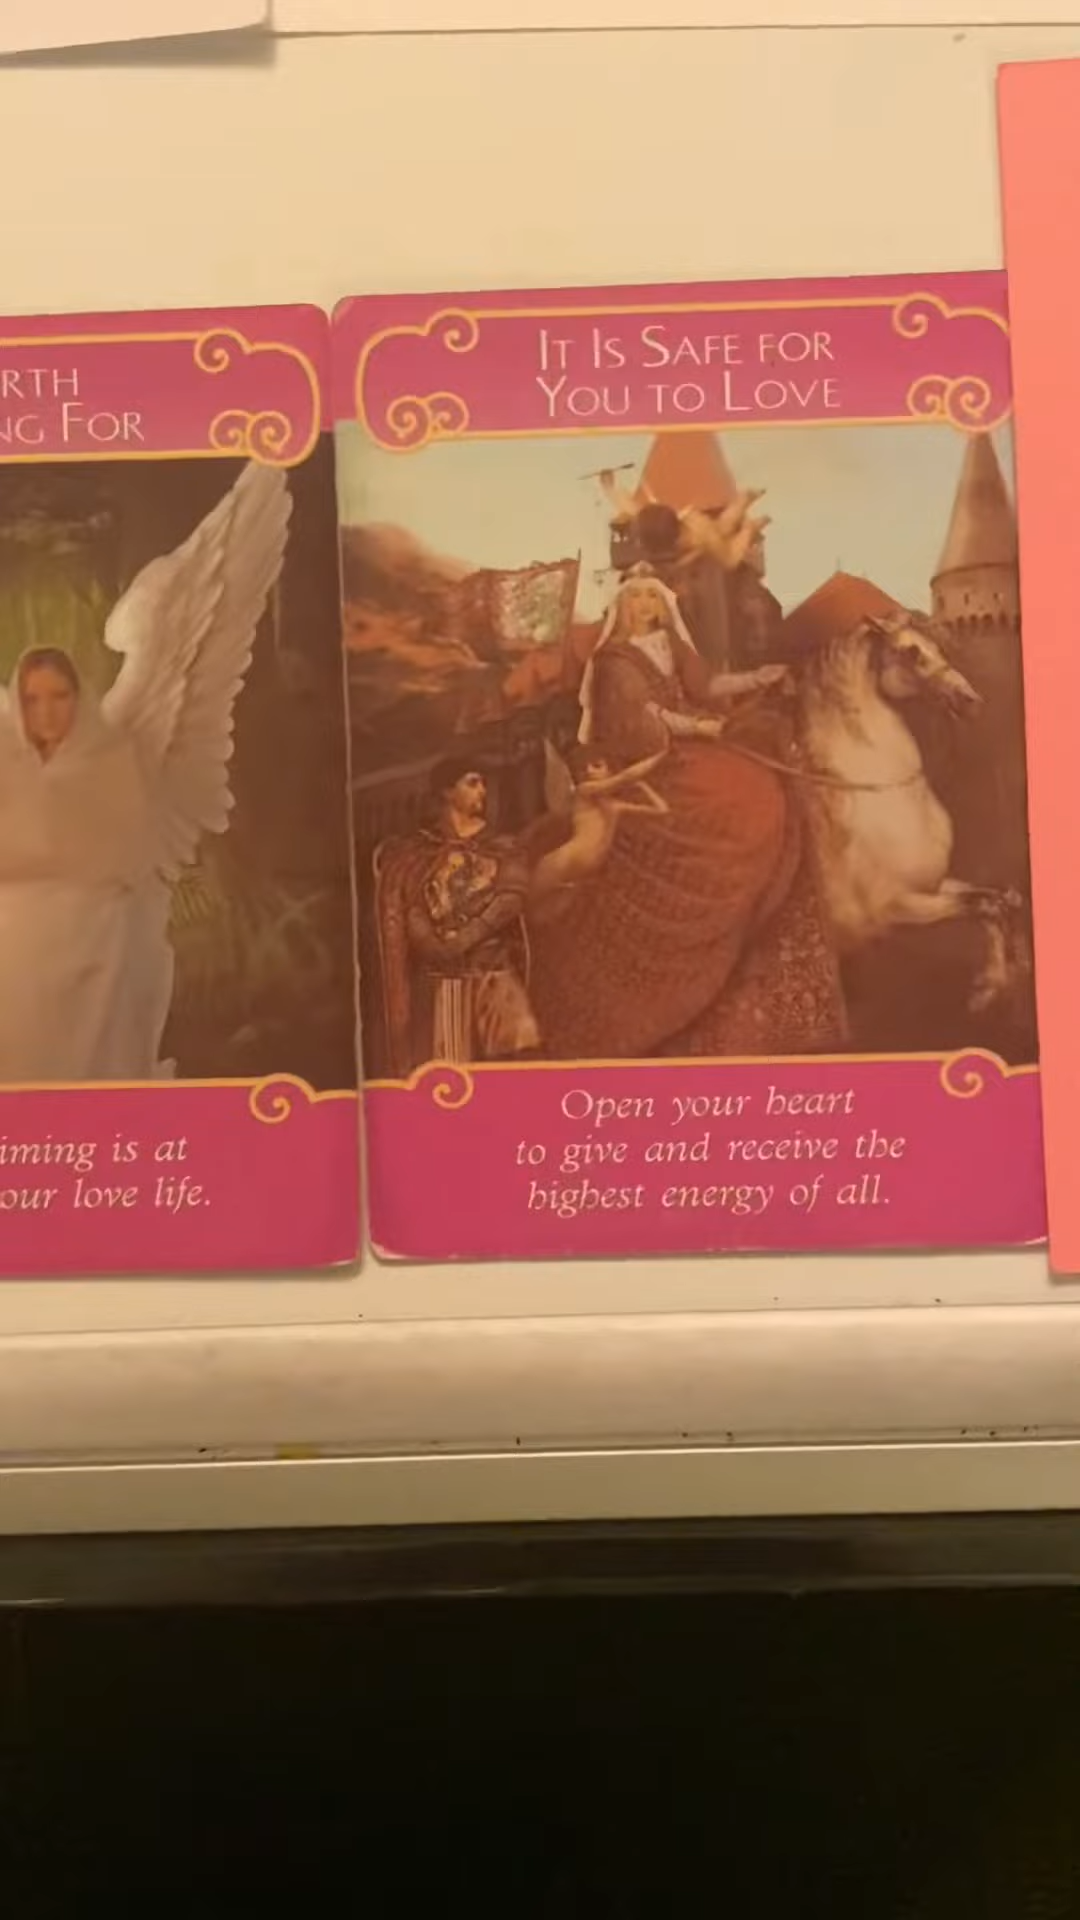 RTH
NG FOR
iming is at
our love life.
IT IS SAFE FOR
YOU TO LOVE
Open your heart
to give and receive the
highest energy of all.